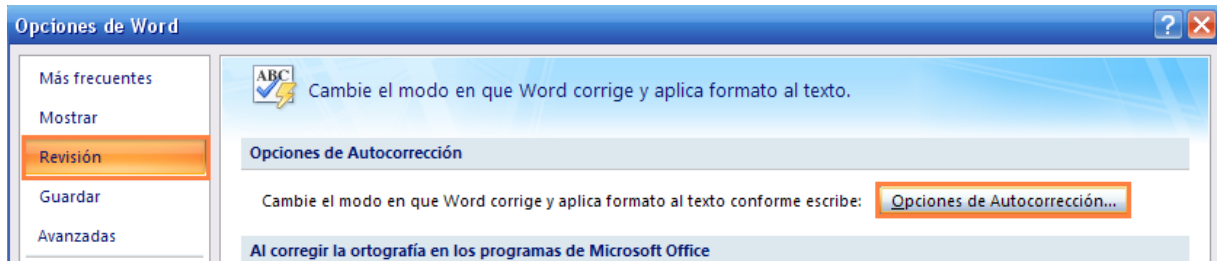 Opciones de Word
?
Más frecuentes
Mostrar
Revisión
Guardar
Avanzadas
ABC
Cambie el modo en que Word corrige y aplica formato al texto.
Opciones de Autocorrección
Cambie el modo en que Word corrige y aplica formato al texto conforme escribe: Opciones de Autocorrección...
Al corregir la ortografía en los programas de Microsoft Office